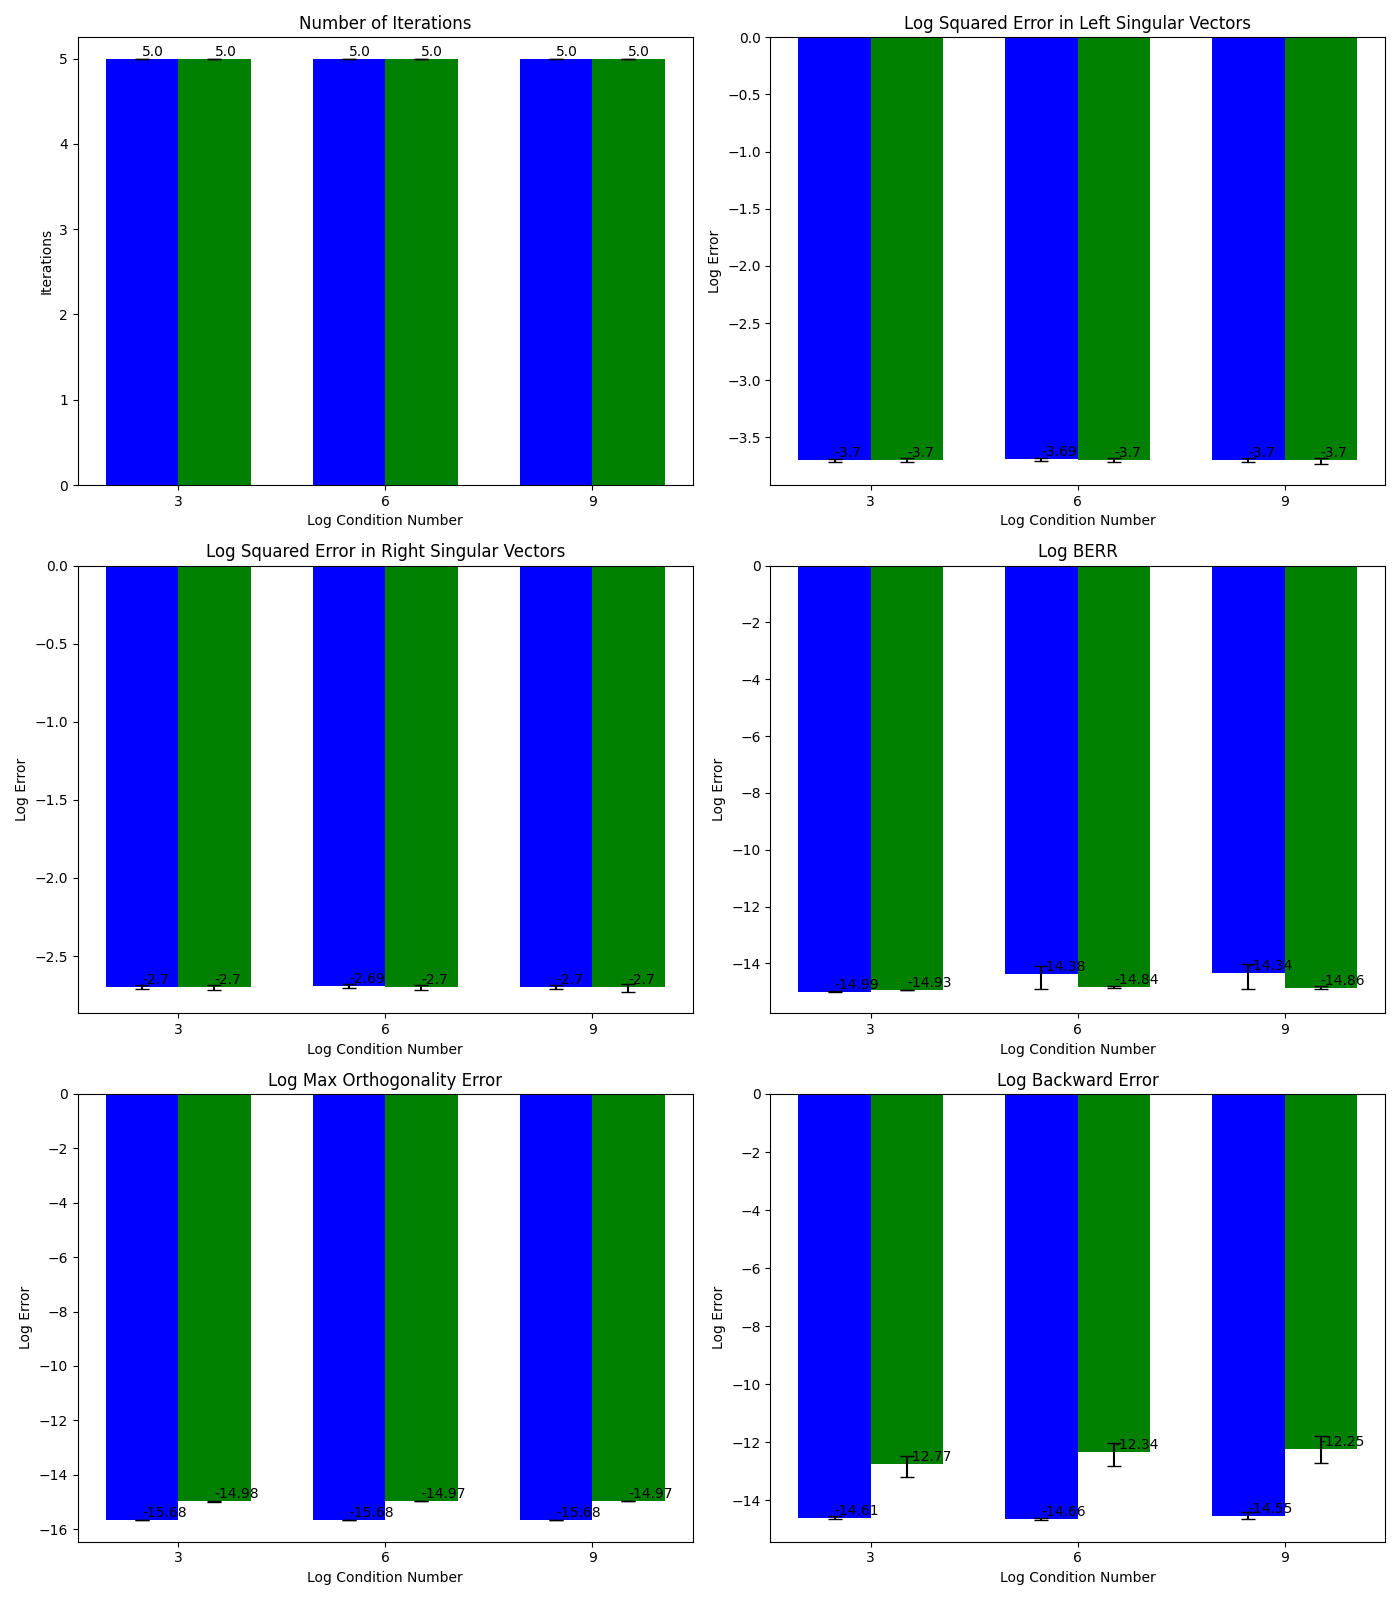 Number of Iterations
5.0 5.0 5.0 5.0 5.0 5.0
5
4
3
2
1
0
Iterations
3 6 9
Log Condition Number
Log Squared Error in Left Singular Vectors
0.0
−0.5
−1.0
−1.5
−2.0
−2.5
−3.0
−3.5
Log Error
-3.7 -3.7 -3.69 -3.7 -3.7 -3.7
3 6 9
Log Condition Number
Log Squared Error in Right Singular Vectors
0.0
−0.5
−1.0
−1.5
−2.0
−2.5
Log Error
-2.7 -2.7 -2.69 -2.7 -2.7 -2.7
3 6 9
Log Condition Number
Log BERR
0
−2
−4
−6
−8
−10
−12
−14
Log Error
-14.99 -14.93 -14.38 -14.84 -14.34 -14.86
3 6 9
Log Condition Number
Log Max Orthogonality Error
0
−2
−4
−6
−8
−10
−12
−14
−16
Log Error
-15.68 -14.98 -15.68 -14.97 -15.68 -14.97
3 6 9
Log Condition Number
Log Backward Error
0
−2
−4
−6
−8
−10
−12
−14
Log Error
-14.61 -12.77 -14.66 -12.34 -14.55 -12.25
3 6 9
Log Condition Number